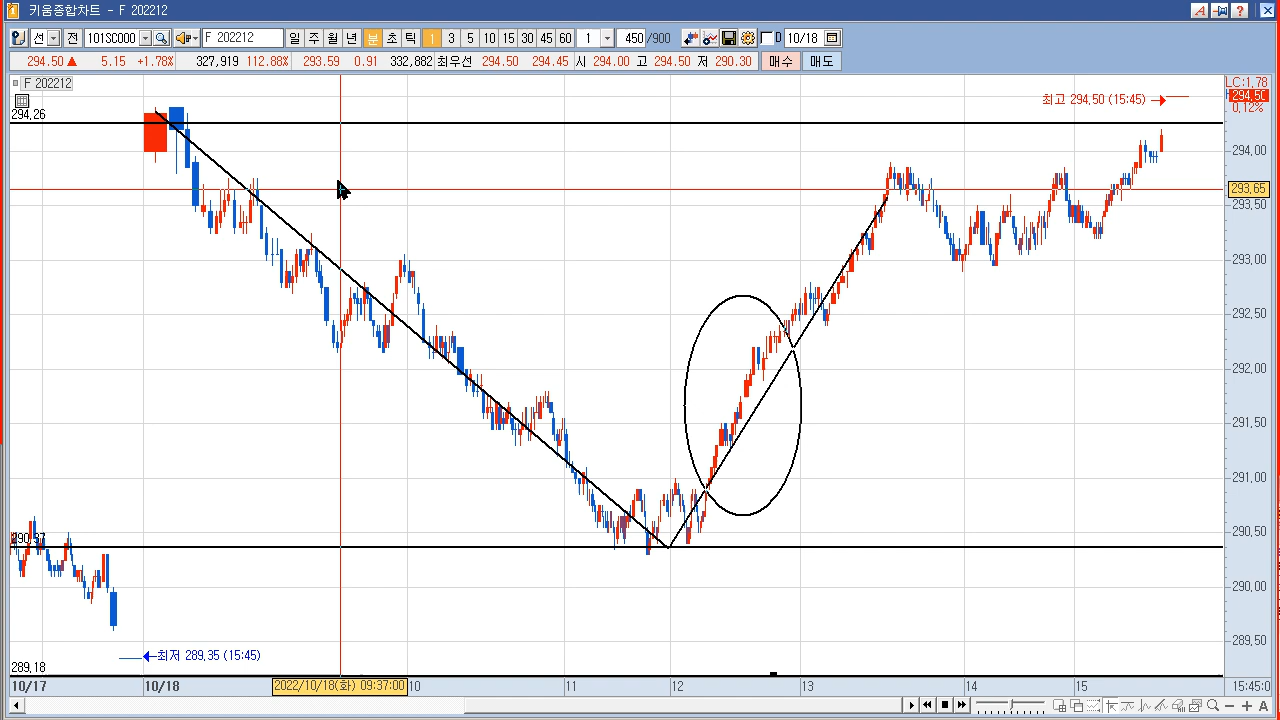 키움종합차트 - F 202212
선 전 101SC000 F 202212 일 주 월 년 분 초 틱 1 3 5 10 15 30 45 60 1 450 /900 D 10/18
294.50 5.15 +1.78% 327,919 112.88% 293.59 0.91 332,882 최우선 294.50 294.45 시 294.00 고 294.50 저 290.30 매수 매도
F 202212
LC:1.78
294.50
0.12%
최고 294.50 (15:45)
294.26
294.00
293.65
293.50
293.00
292.50
292.00
291.50
291.00
290.50
290.37
290.00
289.50
최저 289.35 (15:45)
289.18
10/17 10/18 2022/10/18(화) 09:37:00 10 11 12 13 14 15 15:45:0
A